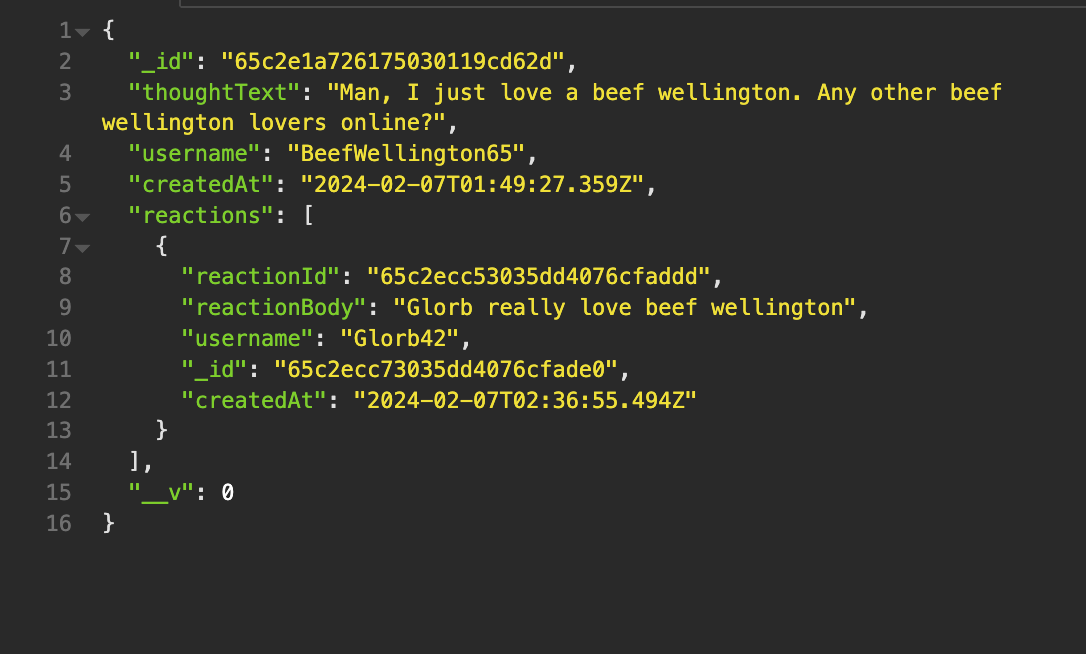 1 {
2 "_id": "65c2e1a726175030119cd62d",
3 "thoughtText": "Man, I just love a beef wellington. Any other beef
wellington lovers online?",
4 "username": "BeefWellington65",
5 "createdAt": "2024-02-07T01:49:27.359Z",
6 "reactions": [
7 {
8 "reactionId": "65c2ecc53035dd4076cfaddd",
9 "reactionBody": "Glorb really love beef wellington",
10 "username": "Glorb42",
11 "_id": "65c2ecc73035dd4076cfade0",
12 "createdAt": "2024-02-07T02:36:55.494Z"
13 }
14 ],
15 "__v": 0
16 }